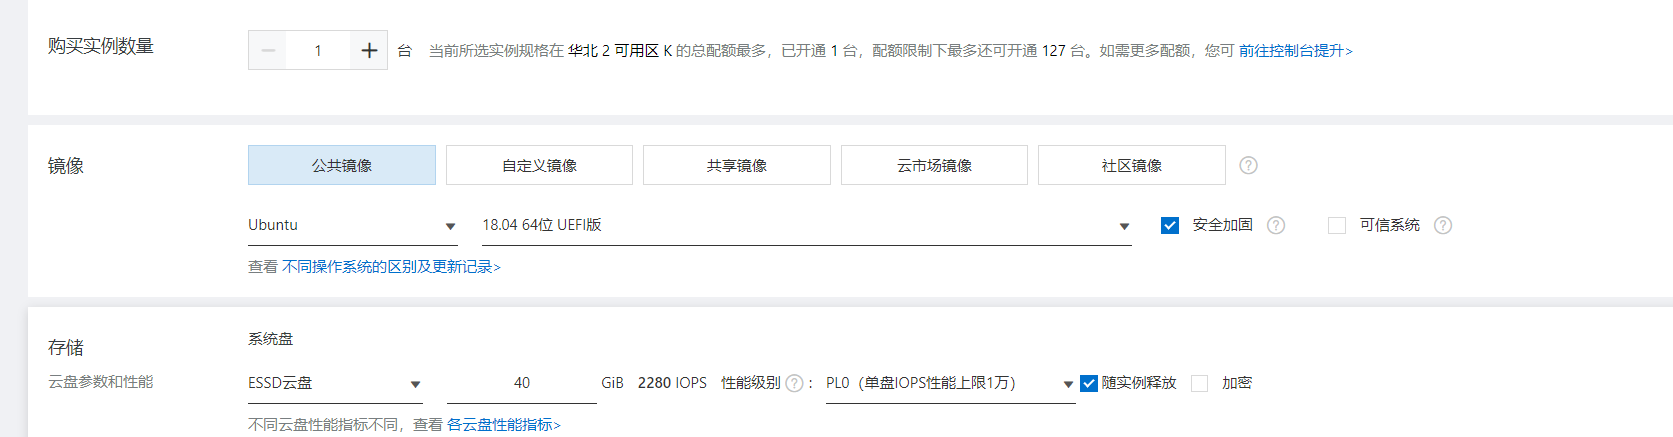 购买实例数量
1 台 当前所选实例规格在 华北 2 可用区 K 的总配额最多，已开通 1 台，配额限制下最多还可开通 127 台。如需更多配额，您可 前往控制台提升>
镜像
公共镜像 自定义镜像 共享镜像 云市场镜像 社区镜像 ?
Ubuntu 18.04 64位 UEFI版 安全加固 ? 可信系统 ?
查看 不同操作系统的区别及更新记录>
系统盘
存储
云盘参数和性能
ESSD云盘 40 GiB 2280 IOPS 性能级别 ? ： PL0（单盘IOPS性能上限1万） 随实例释放 加密
不同云盘性能指标不同，查看 各云盘性能指标>